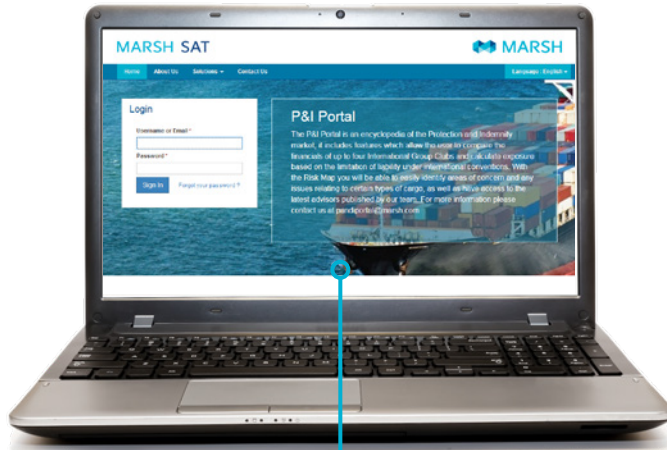 MARSH SAT
MARSH
Home About Us Solutions Contact Us
Language - English
Login
Username or Email *
Password *
Sign In Forgot your password ?
P&I Portal
The P&I Portal is an encyclopedia of the Protection and Indemnity
market, it includes features which allow the user to compare the
financials of up to four International Group Clubs and calculate exposure
based on the limitation of liability under international conventions. With
the Risk Map you will be able to easily identify areas of concern and any
issues relating to certain types of cargo, as well as have access to the
latest advisors published by our team. For more information please
contact us at pandiportal@marsh.com